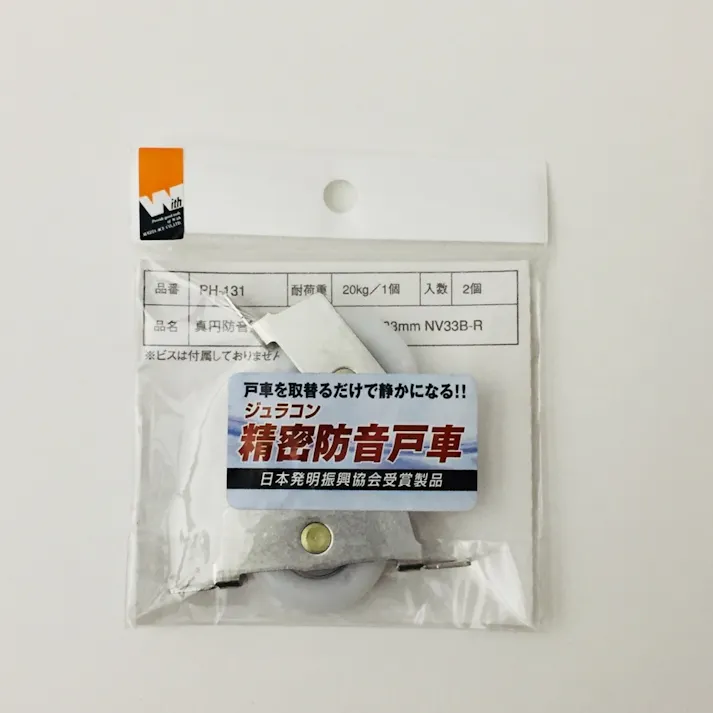 With
品番 PH-131 耐荷重 20kg/1個 入数 2個
品名 真円防音 33mm NV33B-R
※ビスは付属しておりません
戸車を取替るだけで静かになる!!
ジュラコン
精密防音戸車
日本発明振興協会受賞製品